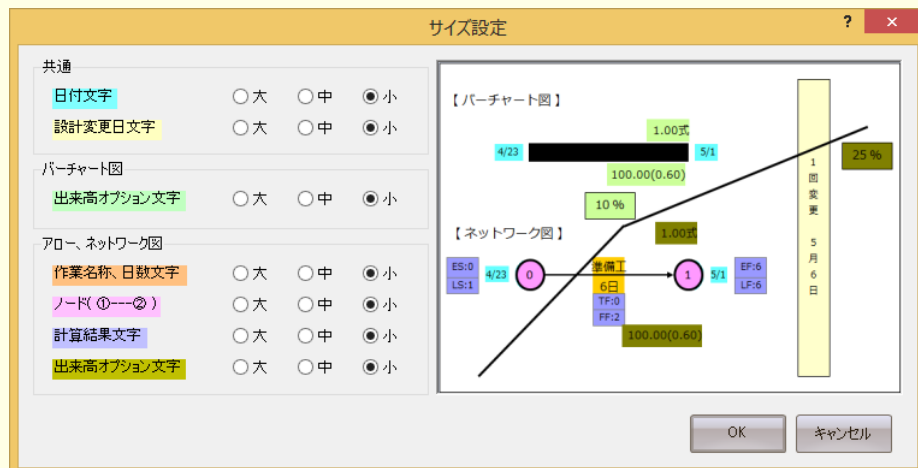 サイズ設定
?
×
共通
日付文字 大 中 小
設計変更日文字 大 中 小
バーチャート図
出来高オプション文字 大 中 小
アロー、ネットワーク図
作業名称、日数文字 大 中 小
ノード(①---②) 大 中 小
計算結果文字 大 中 小
出来高オプション文字 大 中 小
【バーチャート図】
1.00式
4/23 5/1
100.00(0.60)
10 %
25 %
1回変更 5月6日
【ネットワーク図】
1.00式
ES:0 4/23 0 準備工 1 5/1 EF:6
LS:1 6日 LF:6
TF:0
FF:2
100.00(0.60)
OK キャンセル